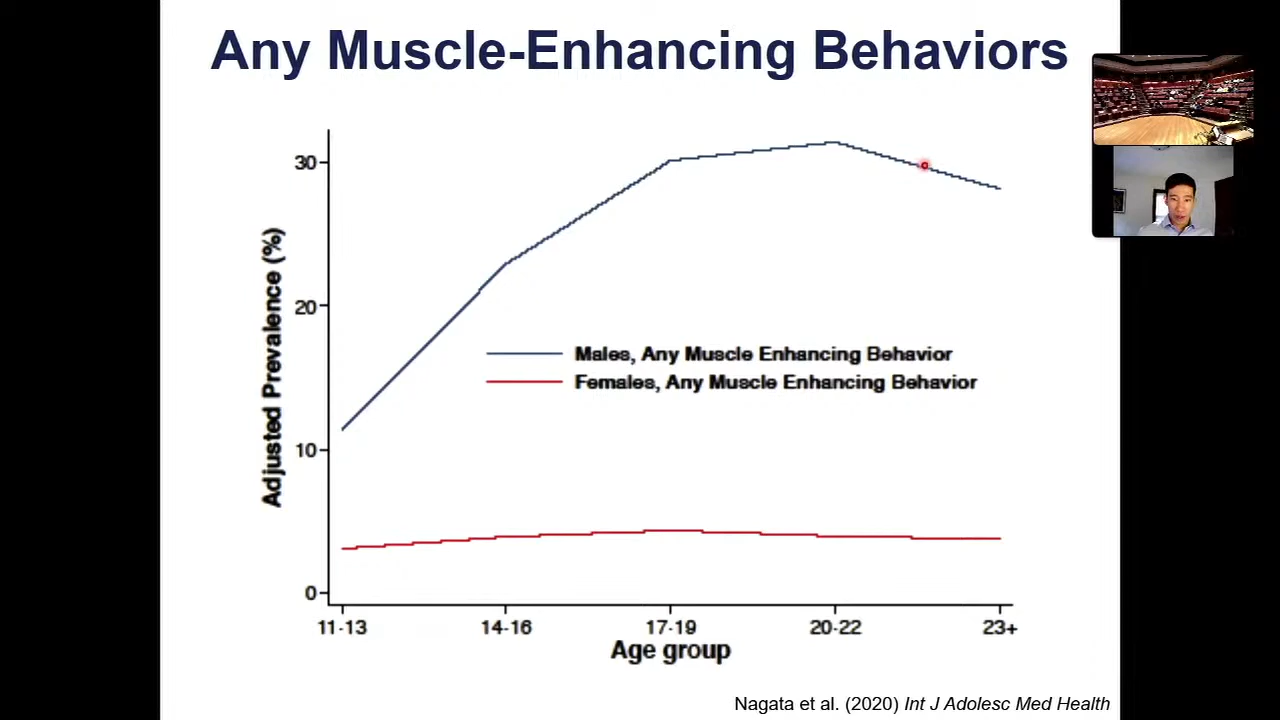 Any Muscle-Enhancing Behaviors
30
20
10
0
Adjusted Prevalence (%)
Males, Any Muscle Enhancing Behavior
Females, Any Muscle Enhancing Behavior
11-13 14-16 17-19 20-22 23+
Age group
Nagata et al. (2020) Int J Adolesc Med Health